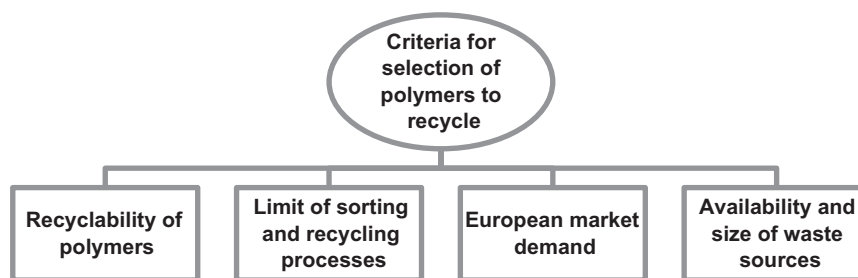 Criteria for
selection of
polymers to
recycle
Recyclability of
polymers
Limit of sorting
and recycling
processes
European market
demand
Availability and
size of waste
sources